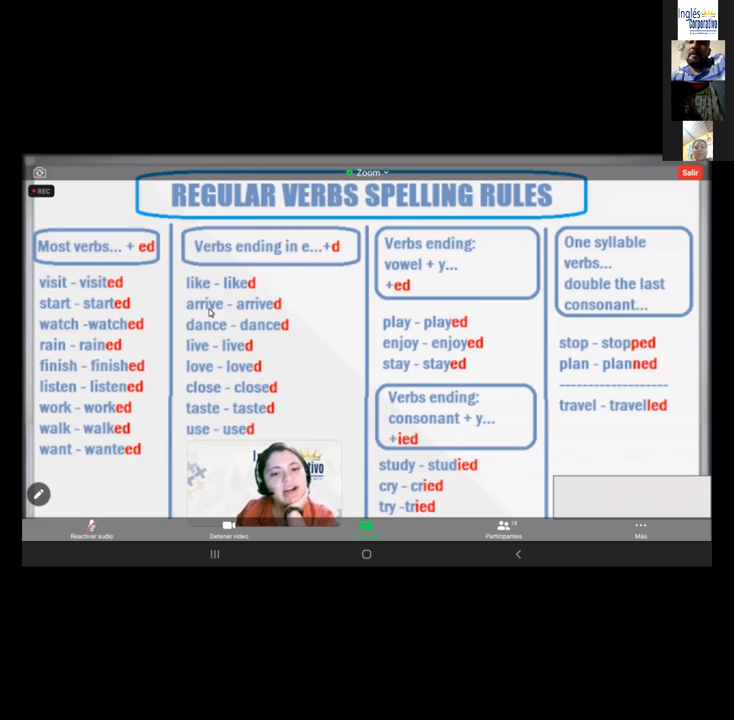 Inglés
Corporativo
Zoom
REC
Salir
REGULAR VERBS SPELLING RULES
Most verbs... + ed
visit - visited
start - started
watch -watched
rain - rained
finish - finished
listen - listened
work - worked
walk - walked
want - wanteed
Verbs ending in e...+d
like - liked
arrive - arrived
dance - danced
live - lived
love - loved
close - closed
taste - tasted
use - used
Verbs ending:
vowel + y...
+ed
play - played
enjoy - enjoyed
stay - stayed
Verbs ending:
consonant + y...
+ied
study - studied
cry - cried
try -tried
One syllable
verbs...
double the last
consonant...
stop - stopped
plan - planned
travel - travelled
Reactivar audio
Detener vídeo
18
Participantes
Más